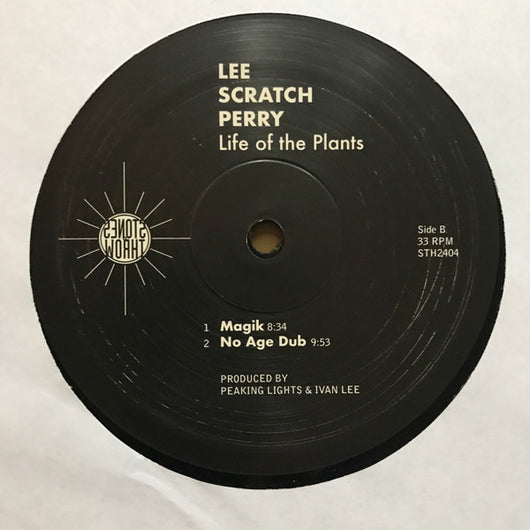 LEE
SCRATCH
PERRY
Life of the Plants
STONES
THROW
Side B
33 RPM
STH2404
1 Magik 8:34
2 No Age Dub 9:53
PRODUCED BY
PEAKING LIGHTS & IVAN LEE